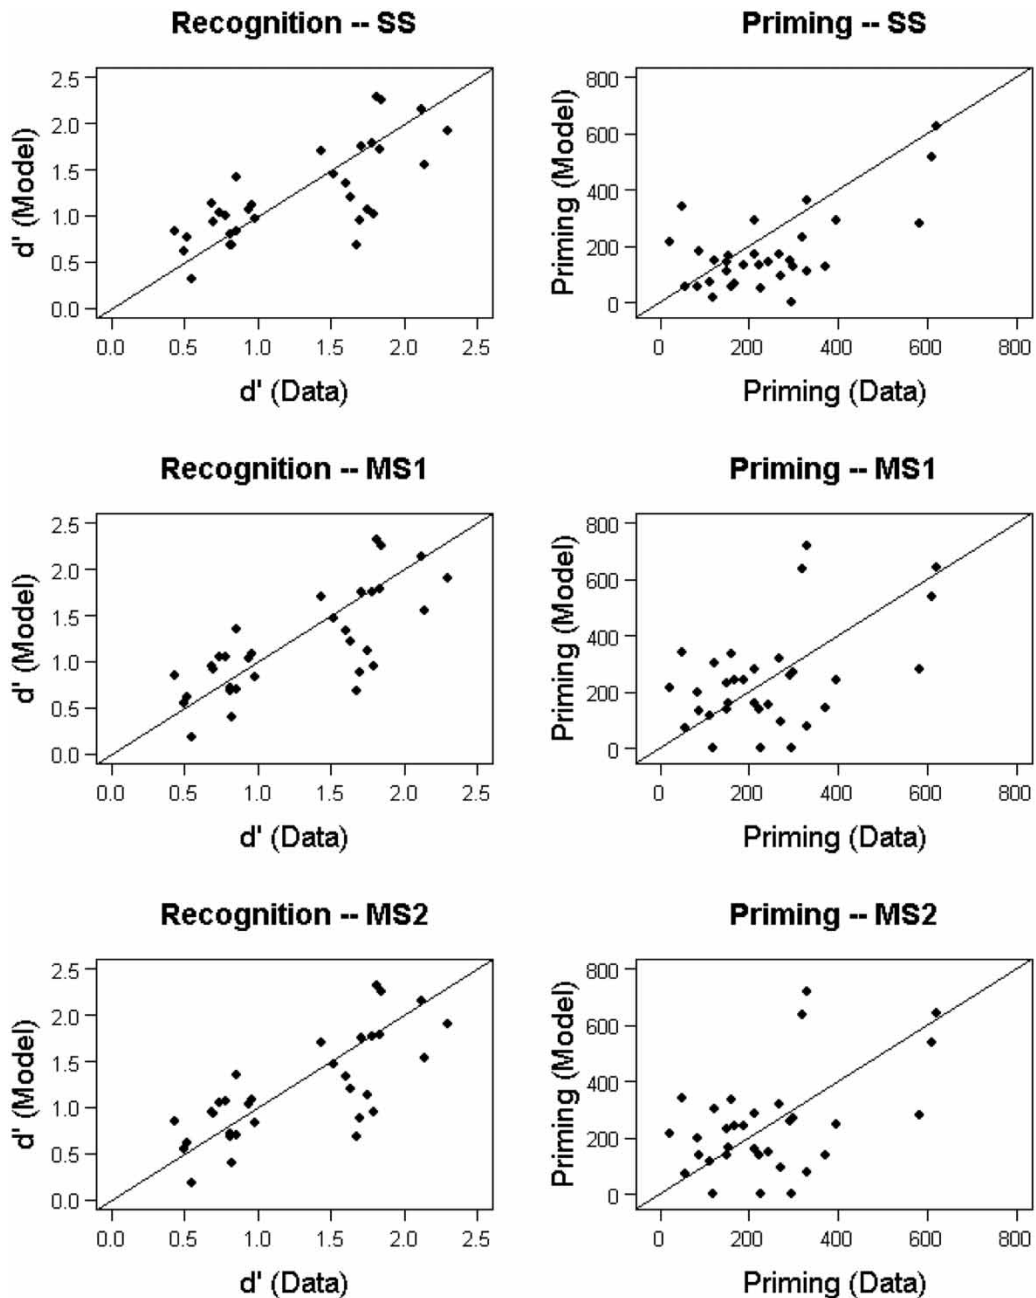 Recognition -- SS
d' (Model)
2.5
2.0
1.5
1.0
0.5
0.0
0.0 0.5 1.0 1.5 2.0 2.5
d' (Data)
Priming -- SS
Priming (Model)
800
600
400
200
0
0 200 400 600 800
Priming (Data)
Recognition -- MS1
d' (Model)
2.5
2.0
1.5
1.0
0.5
0.0
0.0 0.5 1.0 1.5 2.0 2.5
d' (Data)
Priming -- MS1
Priming (Model)
800
600
400
200
0
0 200 400 600 800
Priming (Data)
Recognition -- MS2
d' (Model)
2.5
2.0
1.5
1.0
0.5
0.0
0.0 0.5 1.0 1.5 2.0 2.5
d' (Data)
Priming -- MS2
Priming (Model)
800
600
400
200
0
0 200 400 600 800
Priming (Data)